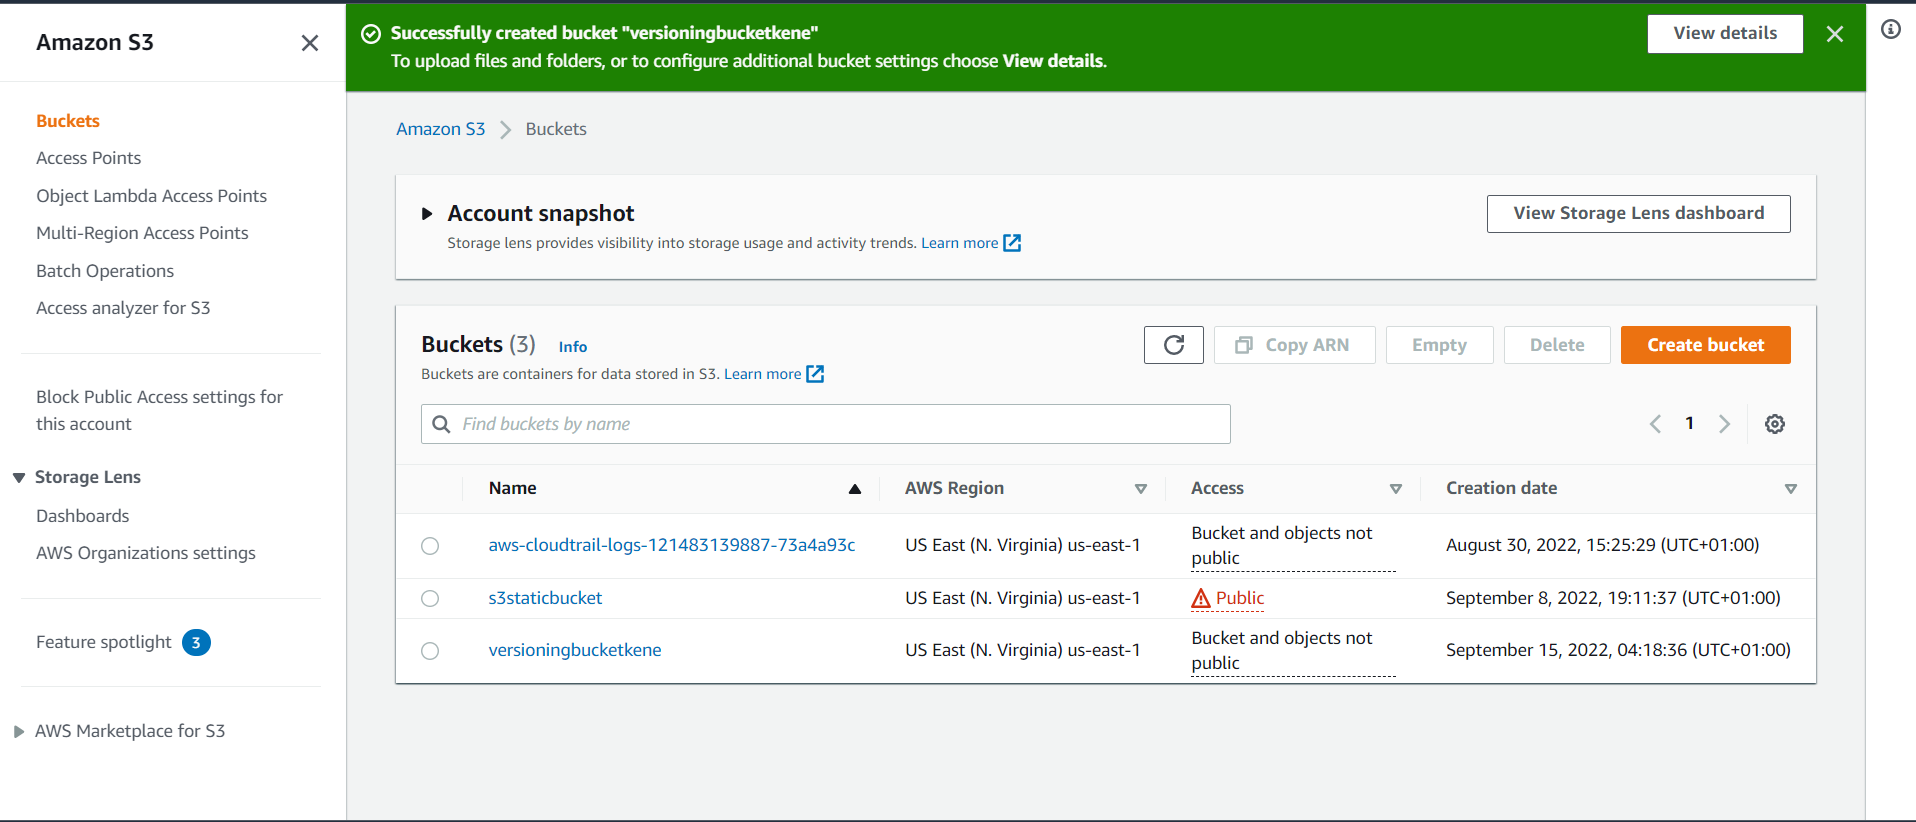 Amazon S3
Buckets
Access Points
Object Lambda Access Points
Multi-Region Access Points
Batch Operations
Access analyzer for S3
Block Public Access settings for
this account
Storage Lens
Dashboards
AWS Organizations settings
Feature spotlight 3
AWS Marketplace for S3
Successfully created bucket "versioningbucketkene"
To upload files and folders, or to configure additional bucket settings choose View details.
View details
Amazon S3 Buckets
Account snapshot
Storage lens provides visibility into storage usage and activity trends. Learn more
View Storage Lens dashboard
Buckets (3) Info
Buckets are containers for data stored in S3. Learn more
Copy ARN Empty Delete Create bucket
Find buckets by name
1
Name AWS Region Access Creation date
aws-cloudtrail-logs-121483139887-73a4a93c US East (N. Virginia) us-east-1 Bucket and objects not
public August 30, 2022, 15:25:29 (UTC+01:00)
s3staticbucket US East (N. Virginia) us-east-1 Public September 8, 2022, 19:11:37 (UTC+01:00)
versioningbucketkene US East (N. Virginia) us-east-1 Bucket and objects not
public September 15, 2022, 04:18:36 (UTC+01:00)